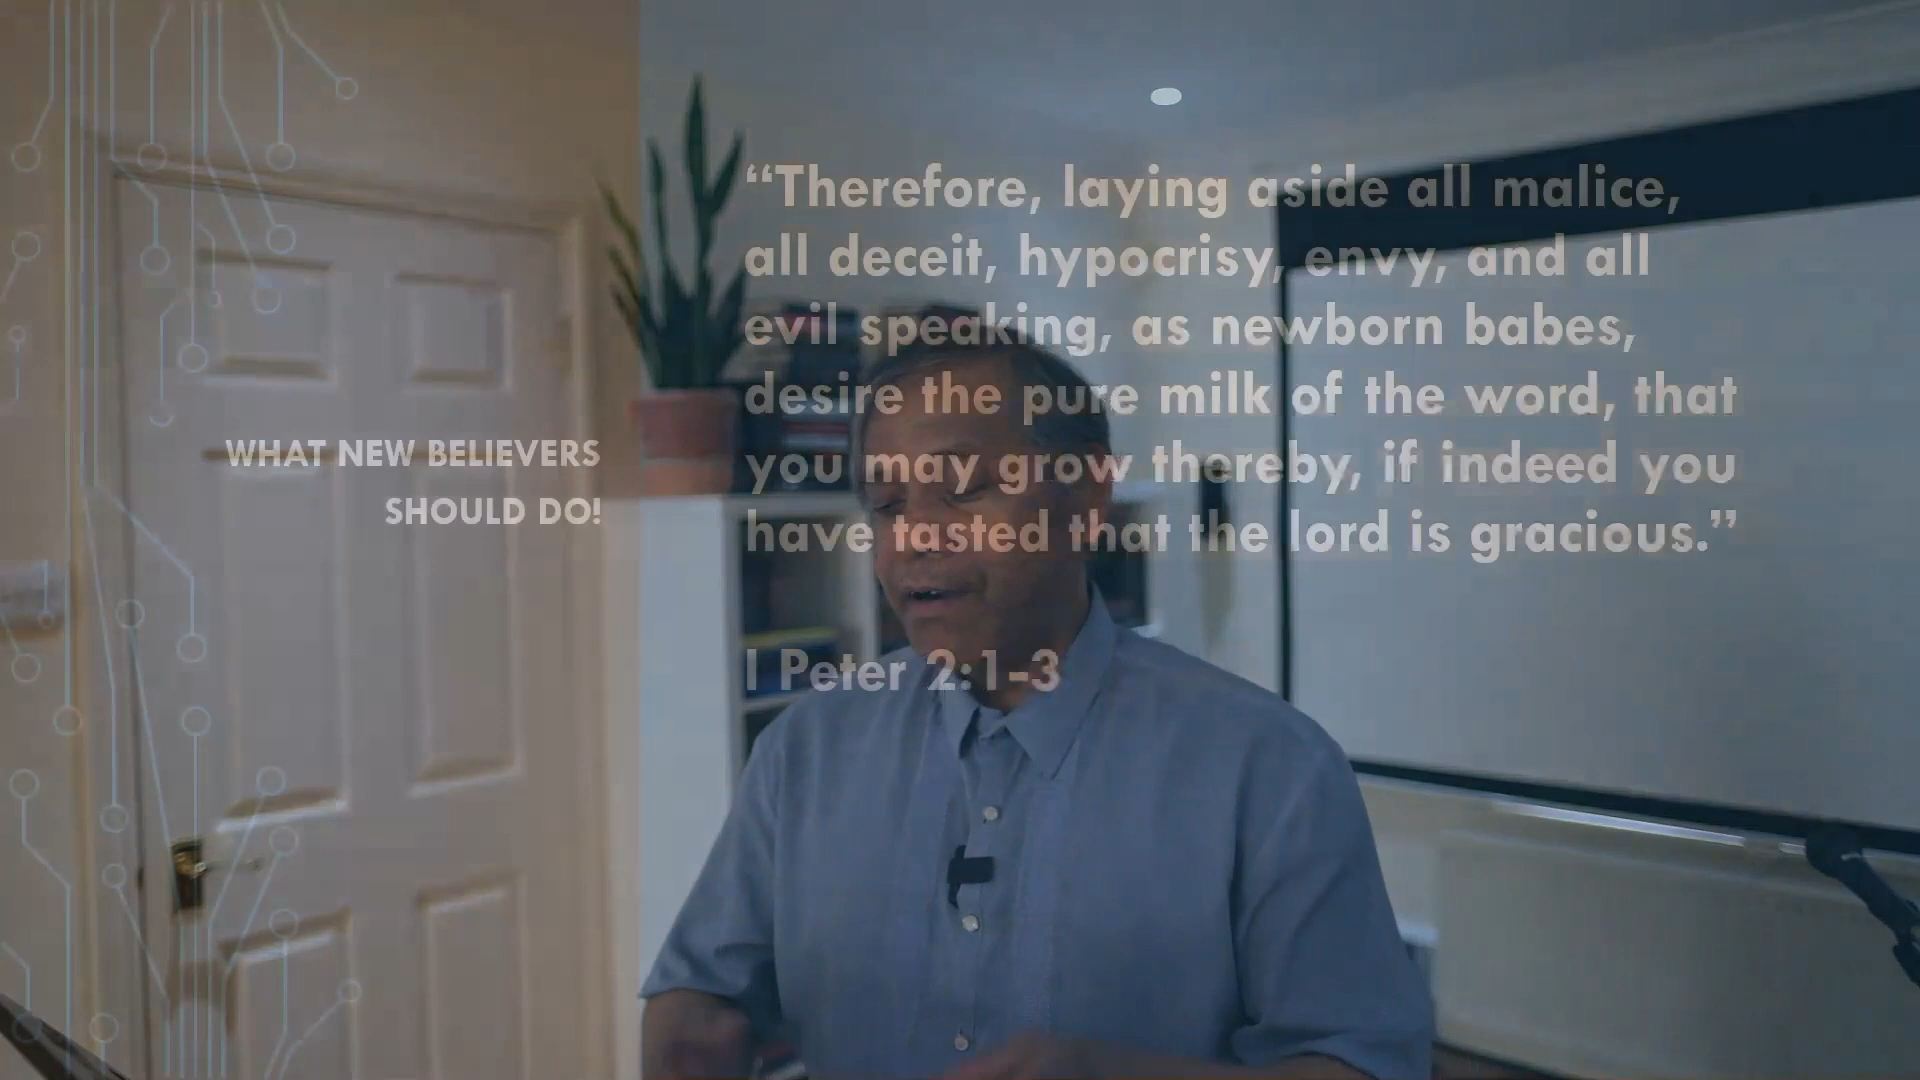 WHAT NEW BELIEVERS
SHOULD DO!
“Therefore, laying aside all malice,
all deceit, hypocrisy, envy, and all
evil speaking, as newborn babes,
desire the pure milk of the word, that
you may grow thereby, if indeed you
have tasted that the lord is gracious.”
I Peter 2:1-3